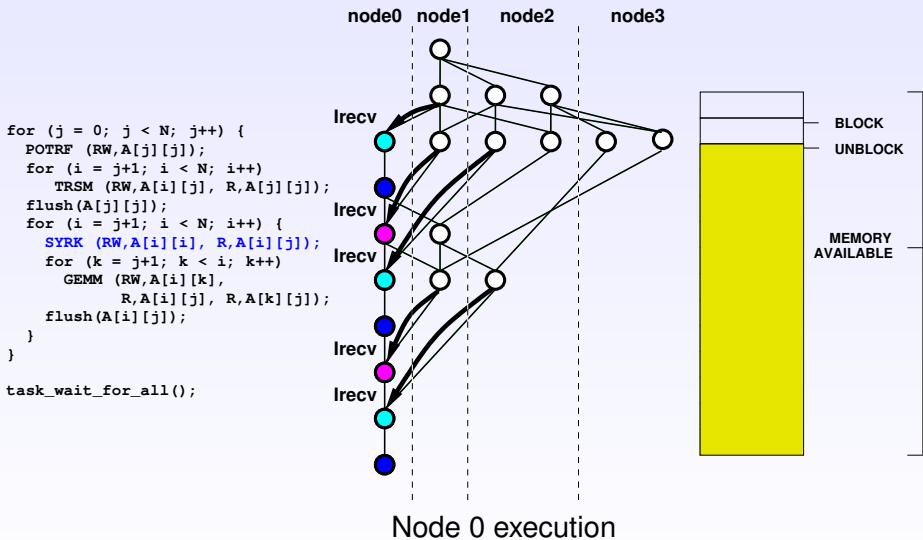 node0 node1 node2 node3
for (j = 0; j < N; j++) {
POTRF (RW,A[j][j]);
for (i = j+1; i < N; i++)
TRSM (RW,A[i][j], R,A[j][j]);
flush(A[j][j]);
for (i = j+1; i < N; i++) {
SYRK (RW,A[i][i], R,A[i][j]);
for (k = j+1; k < i; k++)
GEMM (RW,A[i][k],
R,A[i][j], R,A[k][j]);
flush(A[i][j]);
}
}
task_wait_for_all();
Irecv
Irecv
Irecv
Irecv
Irecv
BLOCK
UNBLOCK
MEMORY
AVAILABLE
Node 0 execution